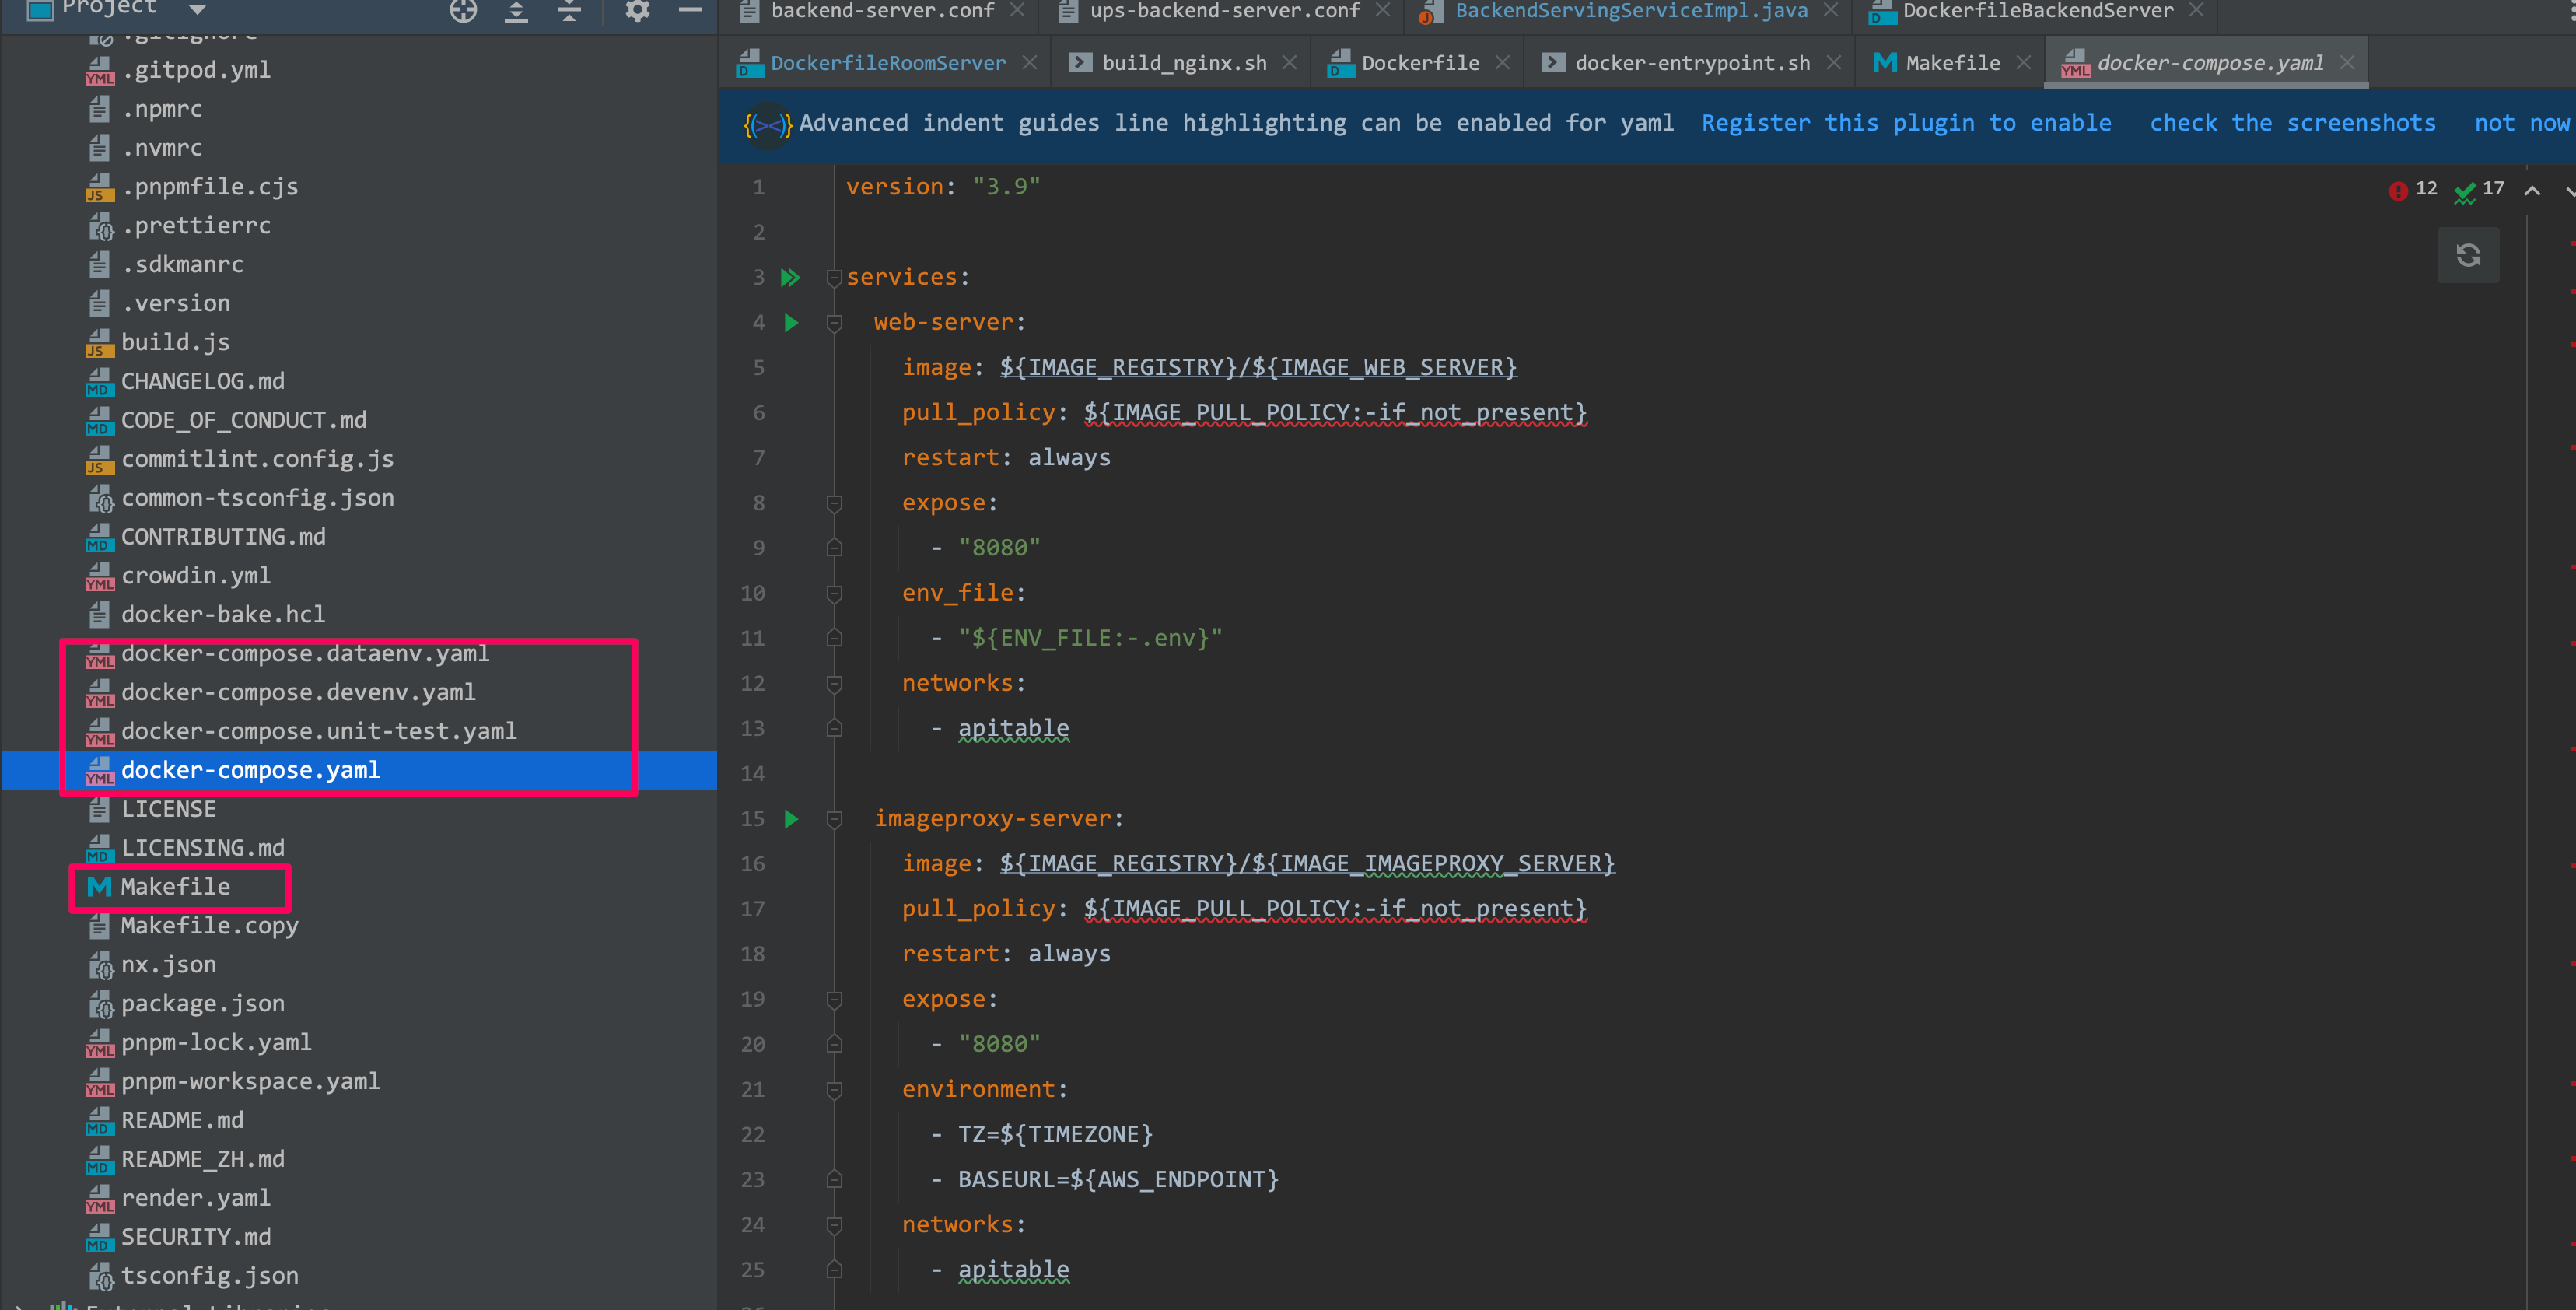 Project
.gitignore
.gitpod.yml
.npmrc
.nvmrc
.pnpmfile.cjs
.prettierrc
.sdkmanrc
.version
build.js
CHANGELOG.md
CODE_OF_CONDUCT.md
commitlint.config.js
common-tsconfig.json
CONTRIBUTING.md
crowdin.yml
docker-bake.hcl
docker-compose.dataenv.yaml
docker-compose.devenv.yaml
docker-compose.unit-test.yaml
docker-compose.yaml
LICENSE
LICENSING.md
Makefile
Makefile.copy
nx.json
package.json
pnpm-lock.yaml
pnpm-workspace.yaml
README.md
README_ZH.md
render.yaml
SECURITY.md
tsconfig.json
backend-server.conf ups-backend-server.conf BackendServingServiceImpl.java DockerfileBackendServer
DockerfileRoomServer build_nginx.sh Dockerfile docker-entrypoint.sh Makefile docker-compose.yaml
Advanced indent guides line highlighting can be enabled for yaml Register this plugin to enable check the screenshots not now
12 17
1 version: "3.9"
2
3 services:
4 web-server:
5 image: ${IMAGE_REGISTRY}/${IMAGE_WEB_SERVER}
6 pull_policy: ${IMAGE_PULL_POLICY:-if_not_present}
7 restart: always
8 expose:
9 - "8080"
10 env_file:
11 - "${ENV_FILE:-.env}"
12 networks:
13 - apitable
14
15 imageproxy-server:
16 image: ${IMAGE_REGISTRY}/${IMAGE_IMAGEPROXY_SERVER}
17 pull_policy: ${IMAGE_PULL_POLICY:-if_not_present}
18 restart: always
19 expose:
20 - "8080"
21 environment:
22 - TZ=${TIMEZONE}
23 - BASEURL=${AWS_ENDPOINT}
24 networks:
25 - apitable